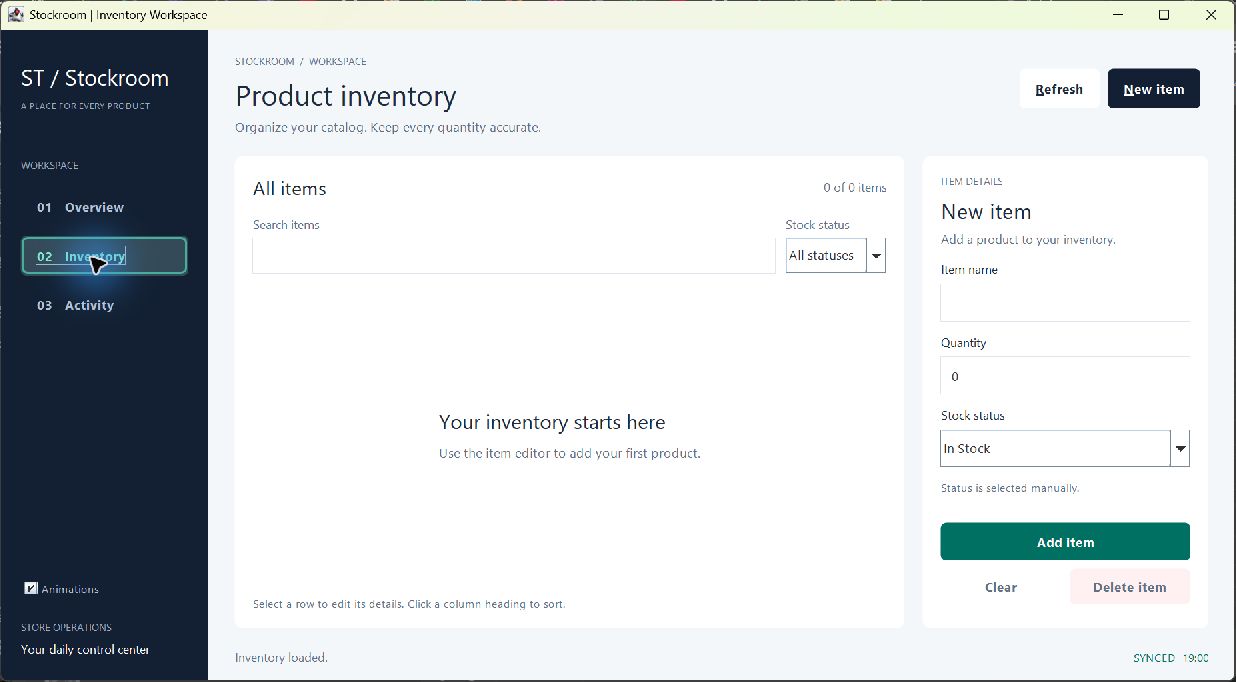 Stockroom | Inventory Workspace
ST / Stockroom
A PLACE FOR EVERY PRODUCT
WORKSPACE
01 Overview
02 Inventory
03 Activity
Animations
STORE OPERATIONS
Your daily control center
STOCKROOM / WORKSPACE
Product inventory
Organize your catalog. Keep every quantity accurate.
Refresh
New item
All items
0 of 0 items
Search items
Stock status
All statuses
Your inventory starts here
Use the item editor to add your first product.
Select a row to edit its details. Click a column heading to sort.
ITEM DETAILS
New item
Add a product to your inventory.
Item name
Quantity
0
Stock status
In Stock
Status is selected manually.
Add item
Clear
Delete item
Inventory loaded.
SYNCED 19:00